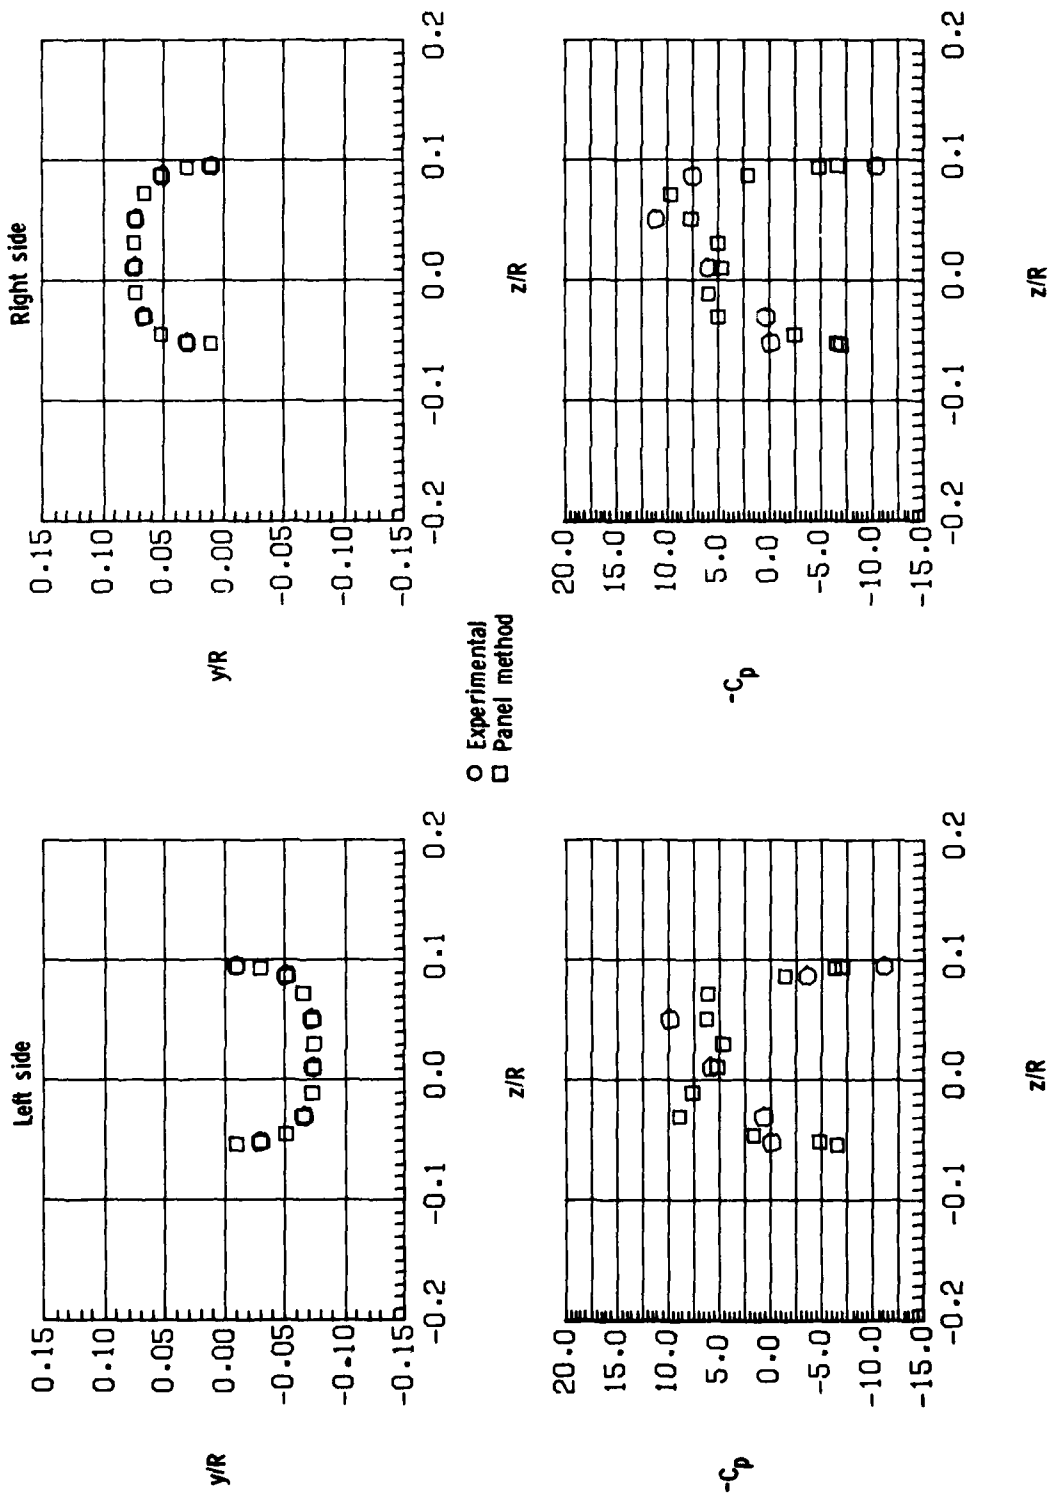 Left side
0.15
0.10
0.05
0.00
-0.05
-0.10
-0.15
y/R
-0.2 -0.1 0.0 0.1 0.2
z/R
Right side
0.15
0.10
0.05
0.00
-0.05
-0.10
-0.15
y/R
-0.2 -0.1 0.0 0.1 0.2
z/R
○ Experimental
□ Panel method
20.0
15.0
10.0
5.0
0.0
-5.0
-10.0
-15.0
-Cp
-0.2 -0.1 0.0 0.1 0.2
z/R
20.0
15.0
10.0
5.0
0.0
-5.0
-10.0
-15.0
-Cp
-0.2 -0.1 0.0 0.1 0.2
z/R